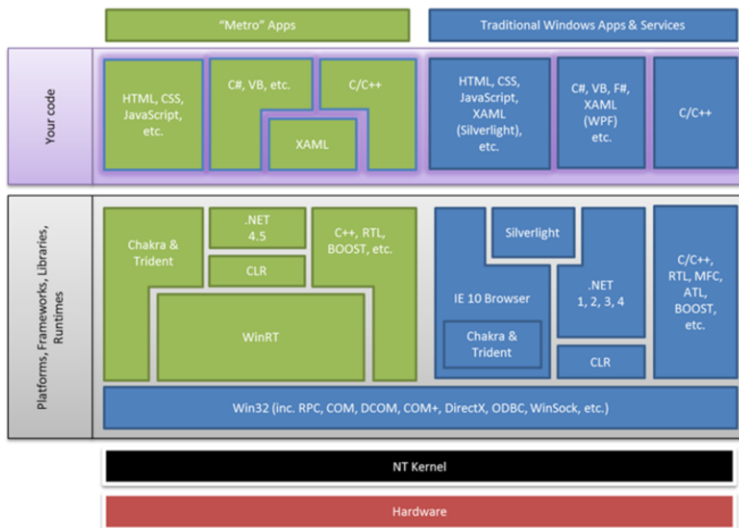 “Metro” Apps
Traditional Windows Apps & Services
Your code
HTML, CSS,
JavaScript,
etc.
C#, VB, etc.
C/C++
XAML
HTML, CSS,
JavaScript,
XAML
(Silverlight),
etc.
C#, VB, F#,
XAML
(WPF)
etc.
C/C++
Platforms, Frameworks, Libraries,
Runtimes
Chakra &
Trident
.NET
4.5
CLR
C++, RTL,
BOOST, etc.
WinRT
Silverlight
IE 10 Browser
Chakra &
Trident
.NET
1, 2, 3, 4
CLR
C/C++,
RTL, MFC,
ATL,
BOOST,
etc.
Win32 (inc. RPC, COM, DCOM, COM+, DirectX, ODBC, WinSock, etc.)
NT Kernel
Hardware